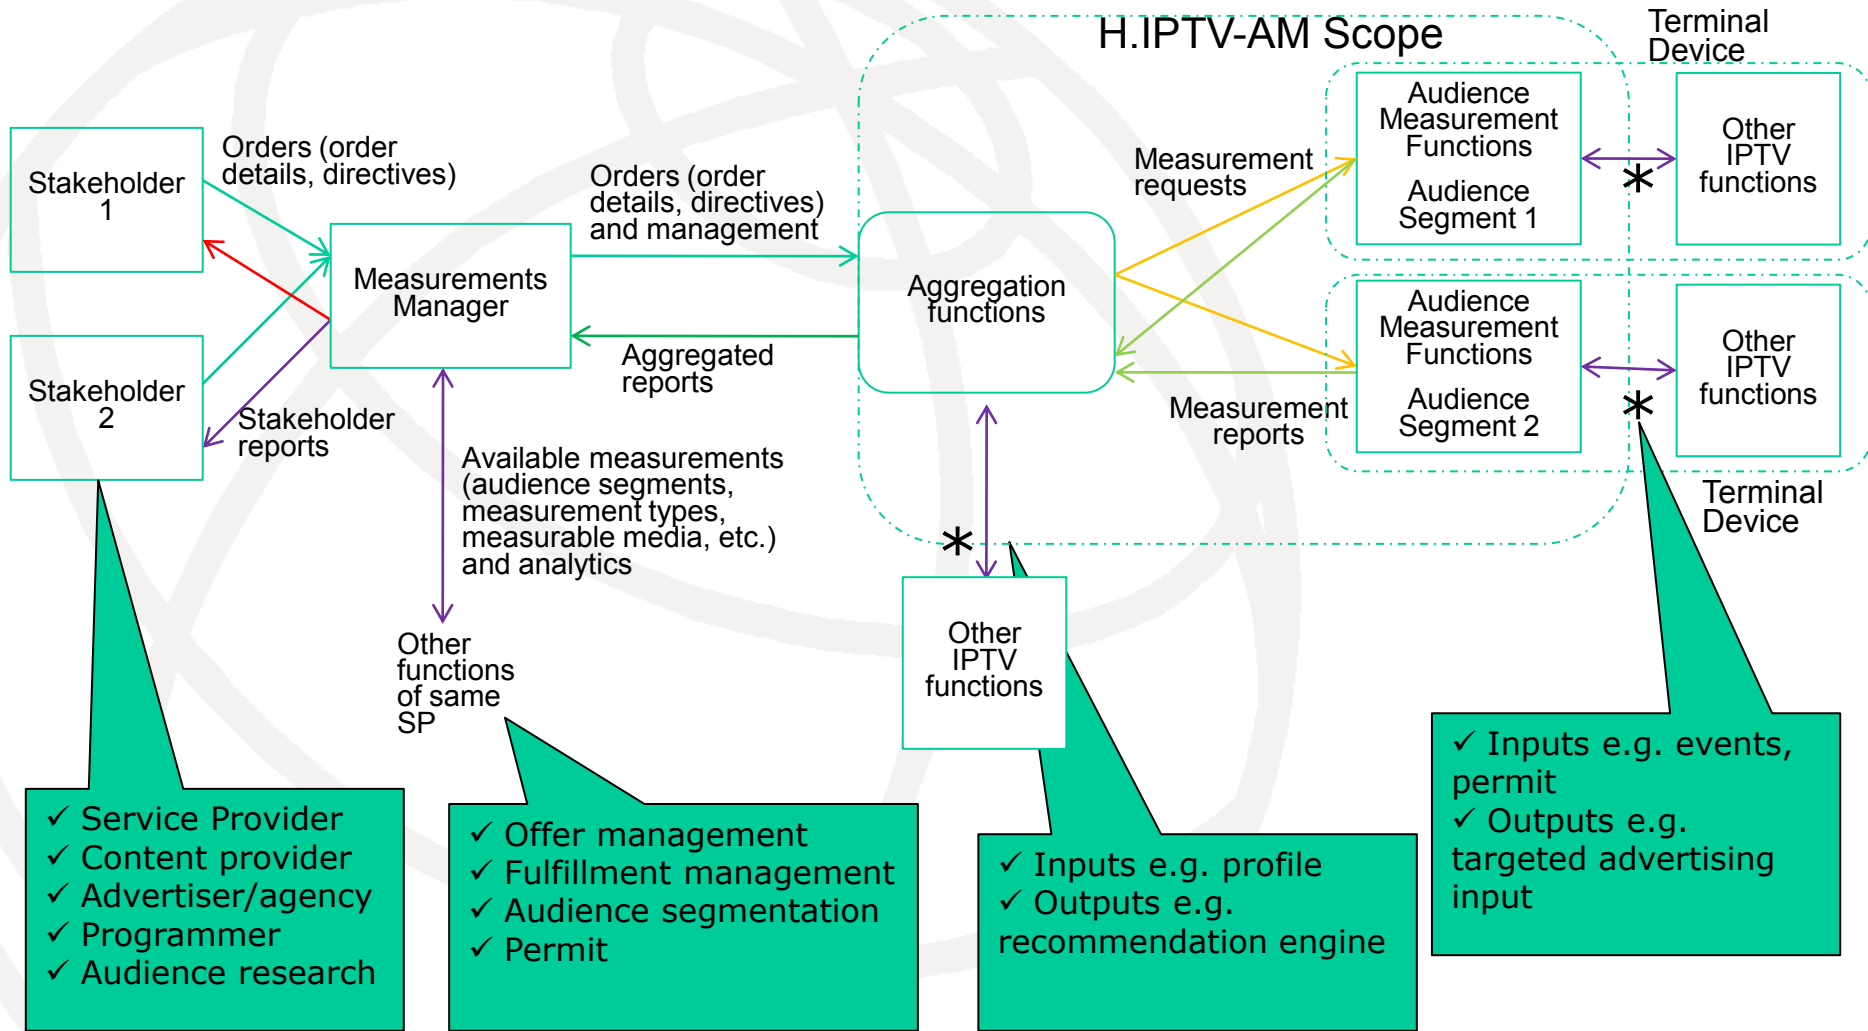 H.IPTV-AM Scope
Terminal
Device
Stakeholder
1
Orders (order
details, directives)
Measurements
Manager
Orders (order
details, directives)
and management
Aggregation
functions
Measurement
requests
Audience
Measurement
Functions
Audience
Segment 1
*
Other
IPTV
functions
Stakeholder
2
Stakeholder
reports
Aggregated
reports
Measurement
reports
Audience
Measurement
Functions
Audience
Segment 2
*
Other
IPTV
functions
Terminal
Device
Available measurements
(audience segments,
measurement types,
measurable media, etc.)
and analytics
*
Other
functions
of same
SP
Other
IPTV
functions
✓ Service Provider
✓ Content provider
✓ Advertiser/agency
✓ Programmer
✓ Audience research
✓ Offer management
✓ Fulfillment management
✓ Audience segmentation
✓ Permit
✓ Inputs e.g. profile
✓ Outputs e.g.
recommendation engine
✓ Inputs e.g. events,
permit
✓ Outputs e.g.
targeted advertising
input